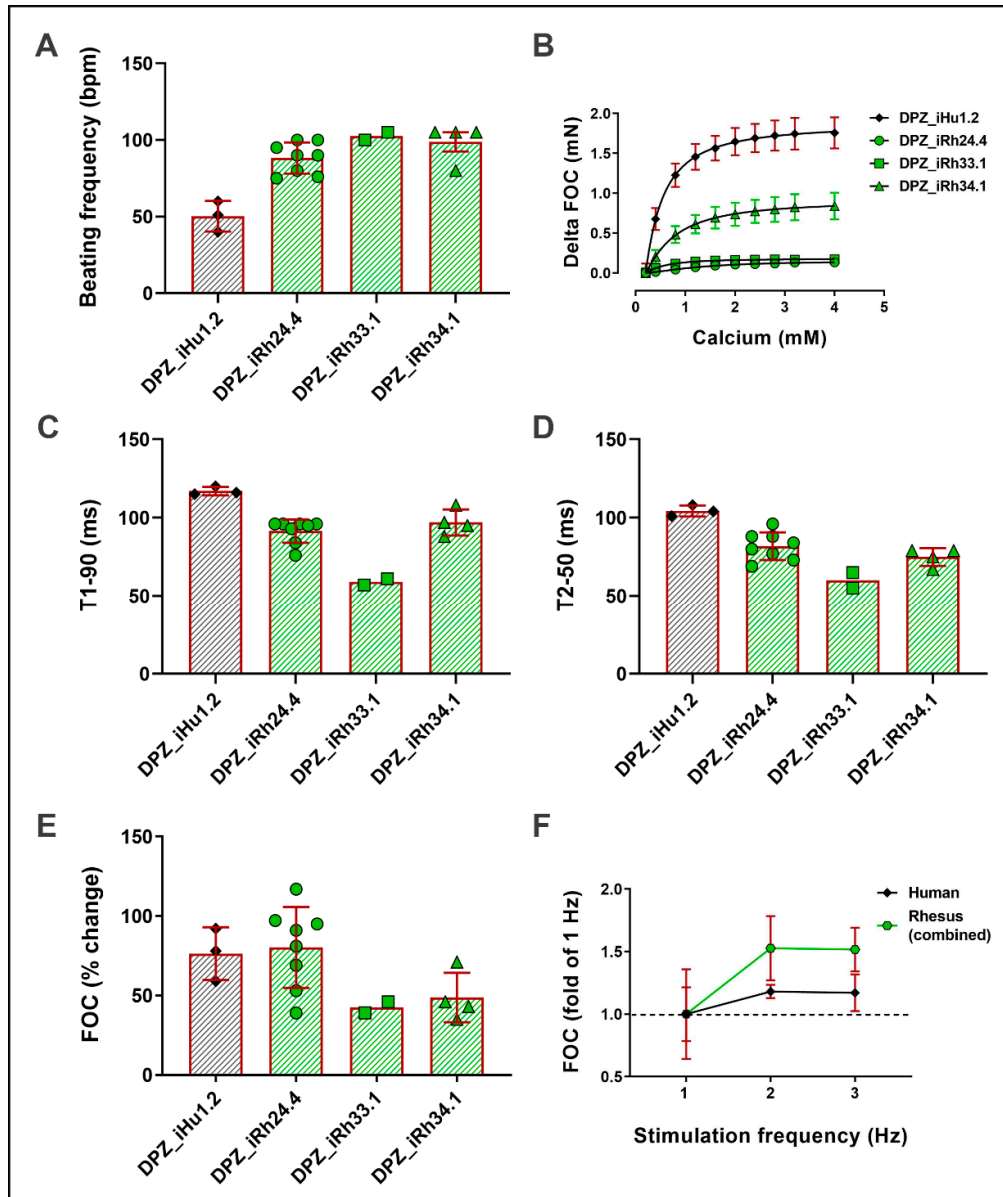 A
Beating frequency (bpm)
150
100
50
0
DPZ_iHu1.2
DPZ_iRh24.4
DPZ_iRh33.1
DPZ_iRh34.1
B
Delta FOC (mN)
2.0
1.5
1.0
0.5
0.0
0
1
2
3
4
5
Calcium (mM)
DPZ_iHu1.2
DPZ_iRh24.4
DPZ_iRh33.1
DPZ_iRh34.1
C
T1-90 (ms)
150
100
50
0
DPZ_iHu1.2
DPZ_iRh24.4
DPZ_iRh33.1
DPZ_iRh34.1
D
T2-50 (ms)
150
100
50
0
DPZ_iHu1.2
DPZ_iRh24.4
DPZ_iRh33.1
DPZ_iRh34.1
E
FOC (% change)
150
100
50
0
DPZ_iHu1.2
DPZ_iRh24.4
DPZ_iRh33.1
DPZ_iRh34.1
F
FOC (fold of 1 Hz)
2.0
1.5
1.0
0.5
1
2
3
Stimulation frequency (Hz)
Human
Rhesus
(combined)